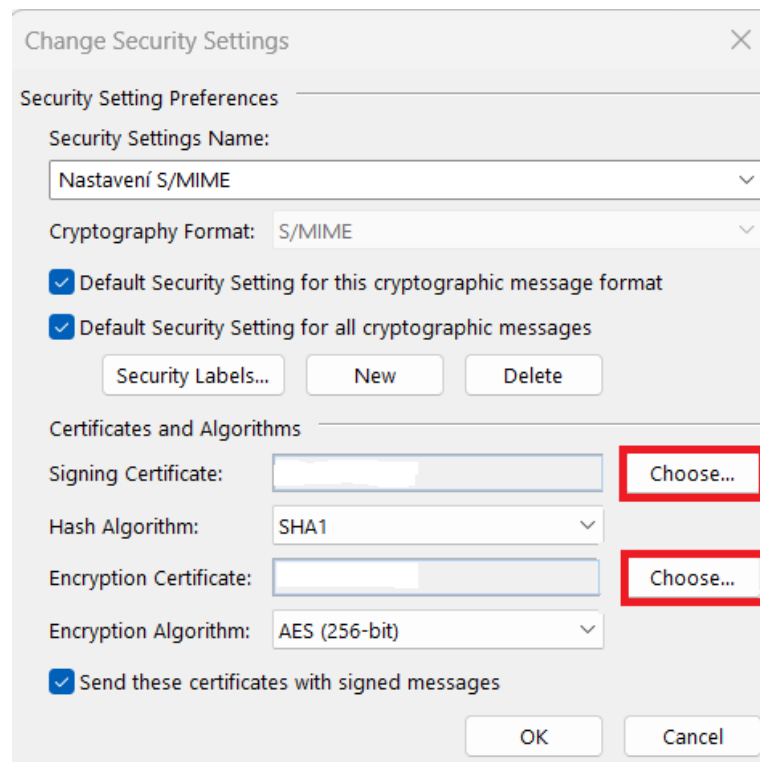 Change Security Settings
Security Setting Preferences
Security Settings Name:
Nastavení S/MIME
Cryptography Format: S/MIME
Default Security Setting for this cryptographic message format
Default Security Setting for all cryptographic messages
Security Labels... New Delete
Certificates and Algorithms
Signing Certificate: Choose...
Hash Algorithm: SHA1
Encryption Certificate: Choose...
Encryption Algorithm: AES (256-bit)
Send these certificates with signed messages
OK Cancel